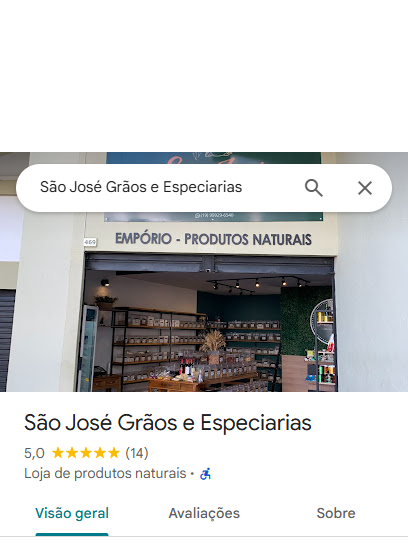 São José Grãos e Especiarias
469
EMPÓRIO - PRODUTOS NATURAIS
São José Grãos e Especiarias
5,0 (14)
Loja de produtos naturais ·
Visão geral
Avaliações
Sobre